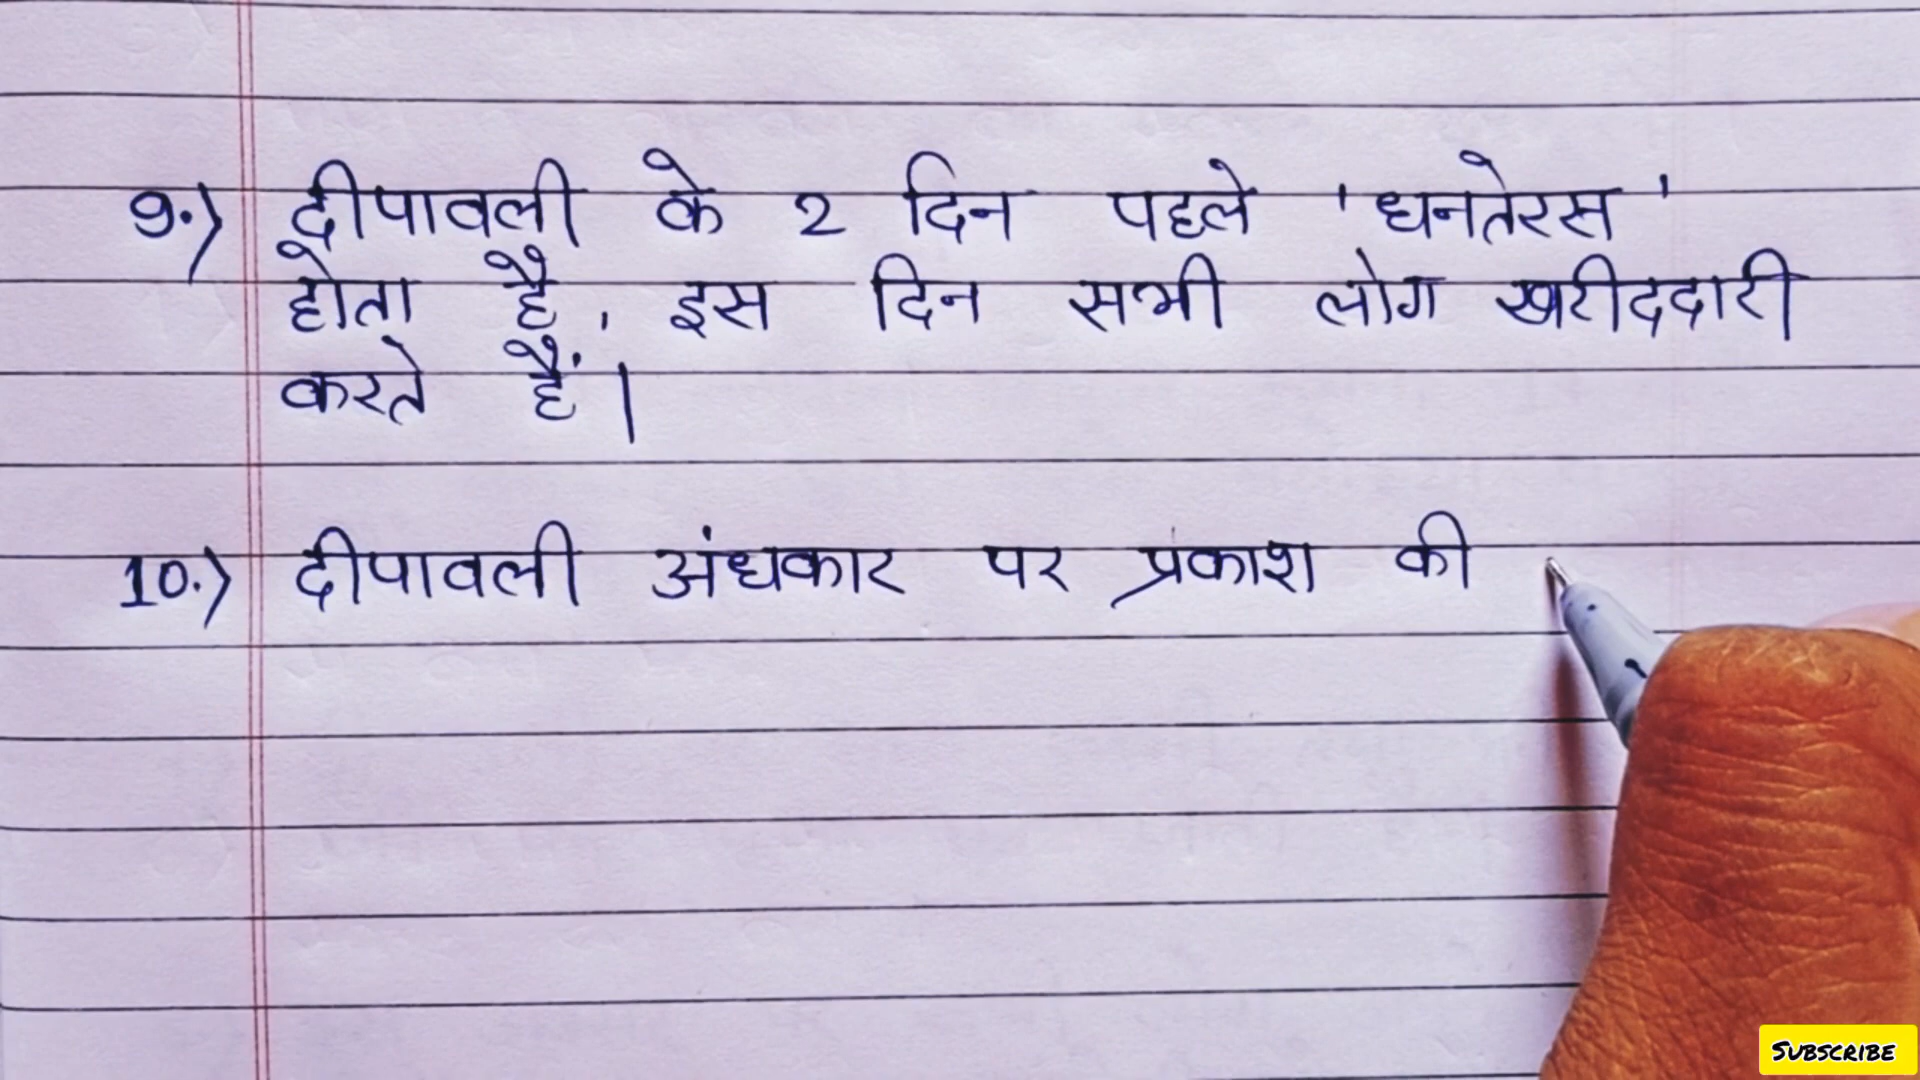 9.) दीपावली के 2 दिन पहले 'धनतेरस'
होता है, इस दिन सभी लोग खरीददारी
करते हैं।
10.) दीपावली अंधकार पर प्रकाश की
SUBSCRIBE